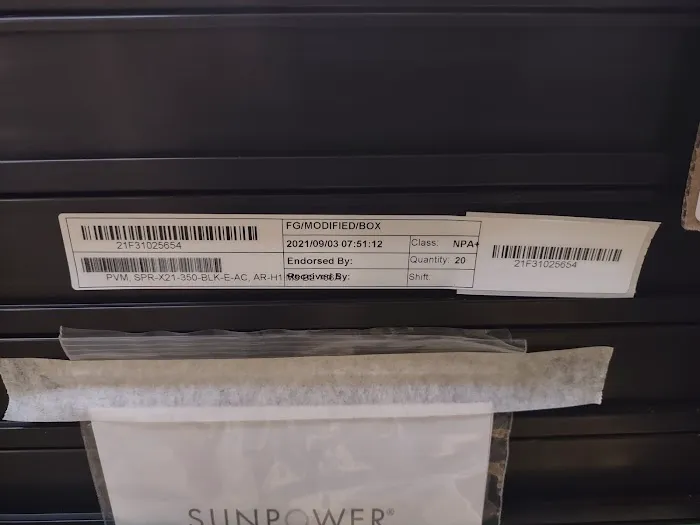 FG/MODIFIED/BOX
21F31025654
2021/09/03 07:51:12
Class: NPA+
Endorsed By:
Quantity: 20
PVM, SPR-X21-350-BLK-E-AC, AR-H1
Received By:
Shift:
21F31025654
SUNPOWER®